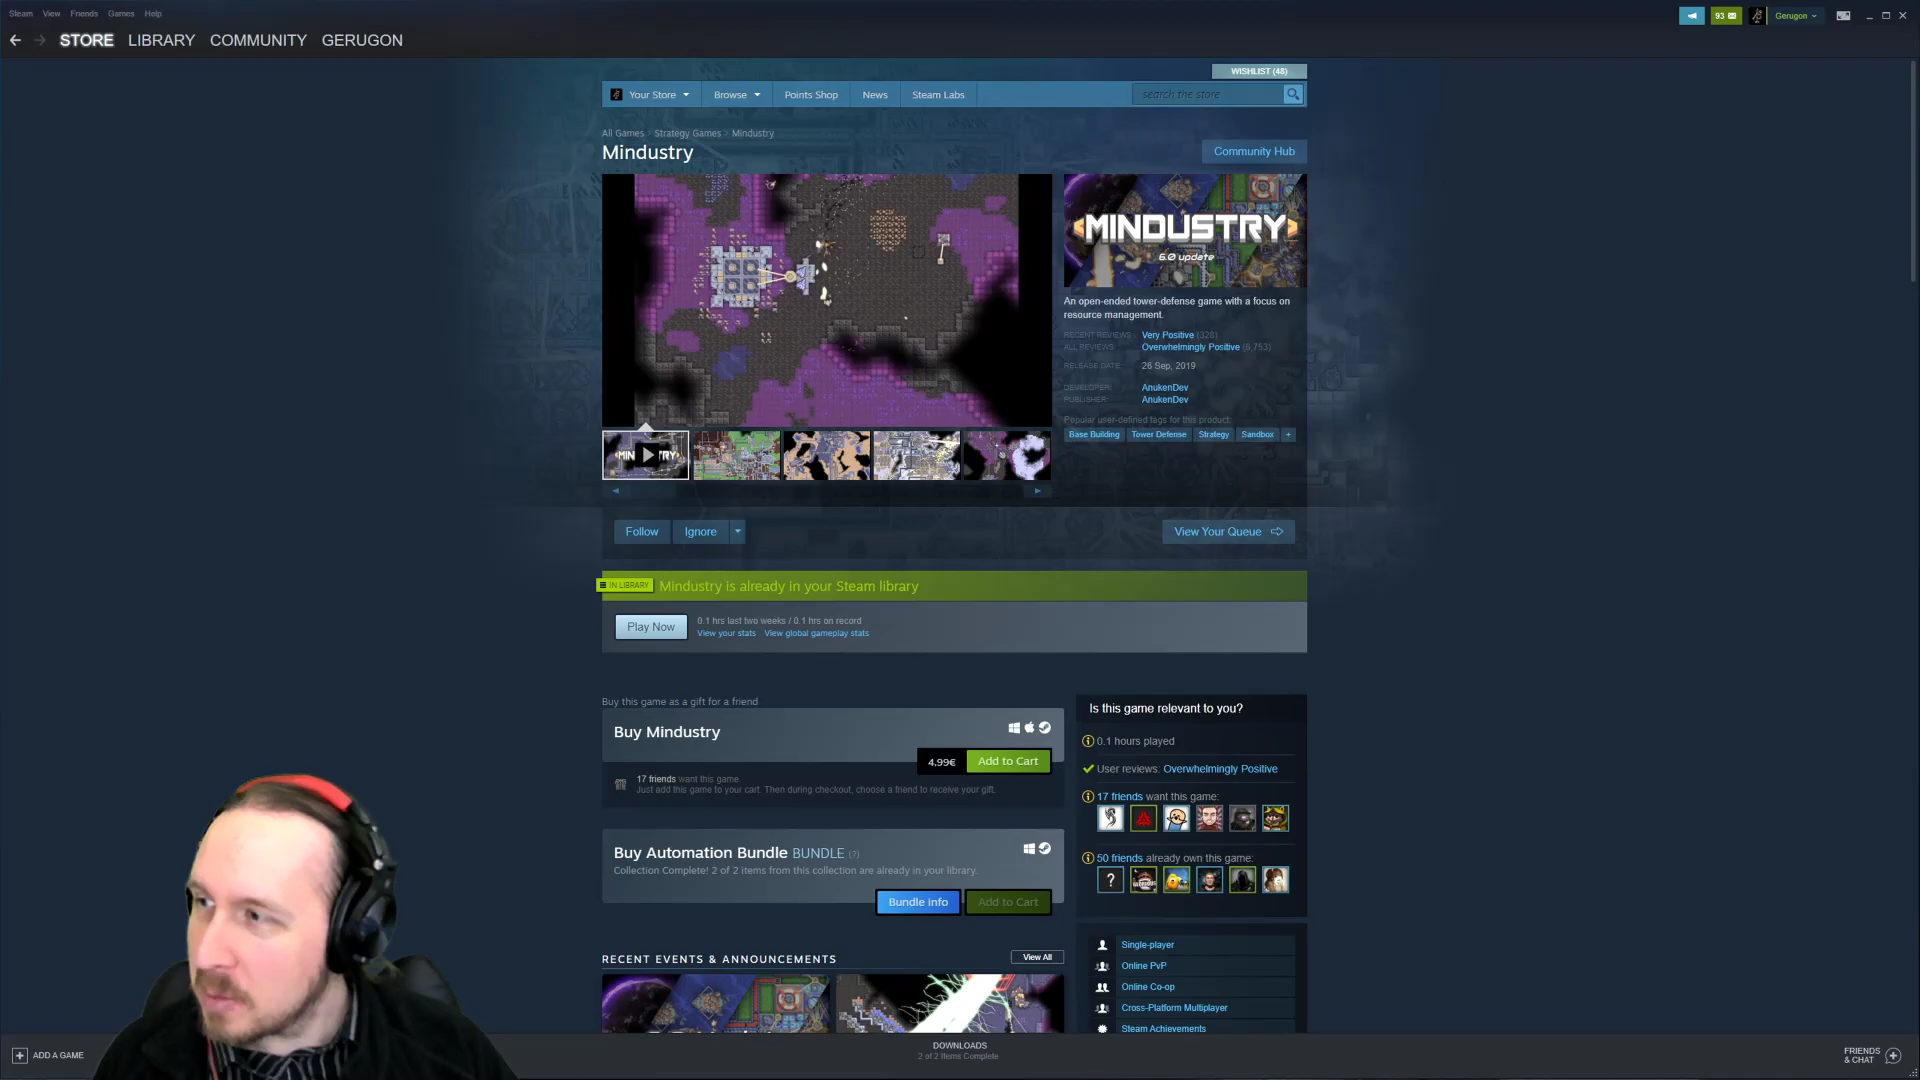 Steam View Friends Games Help
93 Gerugon
STORE LIBRARY COMMUNITY GERUGON
WISHLIST (48)
Your Store Browse Points Shop News Steam Labs search the store
All Games > Strategy Games > Mindustry
Mindustry
Community Hub
MINDUSTRY
6.0 update
An open-ended tower-defense game with a focus on
resource management.
RECENT REVIEWS: Very Positive (328)
ALL REVIEWS: Overwhelmingly Positive (8,753)
RELEASE DATE: 26 Sep, 2019
DEVELOPER: AnukenDev
PUBLISHER: AnukenDev
Popular user-defined tags for this product:
Base Building Tower Defense Strategy Sandbox +
Follow Ignore View Your Queue
IN LIBRARY Mindustry is already in your Steam library
Play Now
0.1 hrs last two weeks / 0.1 hrs on record
View your stats View global gameplay stats
Buy this game as a gift for a friend
Buy Mindustry
4,99€ Add to Cart
17 friends want this game.
Just add this game to your cart. Then during checkout, choose a friend to receive your gift.
Buy Automation Bundle BUNDLE (?)
Collection Complete! 2 of 2 items from this collection are already in your library.
Bundle info Add to Cart
RECENT EVENTS & ANNOUNCEMENTS View All
Is this game relevant to you?
0.1 hours played
User reviews: Overwhelmingly Positive
17 friends want this game:
50 friends already own this game:
?
Single-player
Online PvP
Online Co-op
Cross-Platform Multiplayer
Steam Achievements
ADD A GAME
DOWNLOADS
2 of 2 Items Complete
FRIENDS
& CHAT